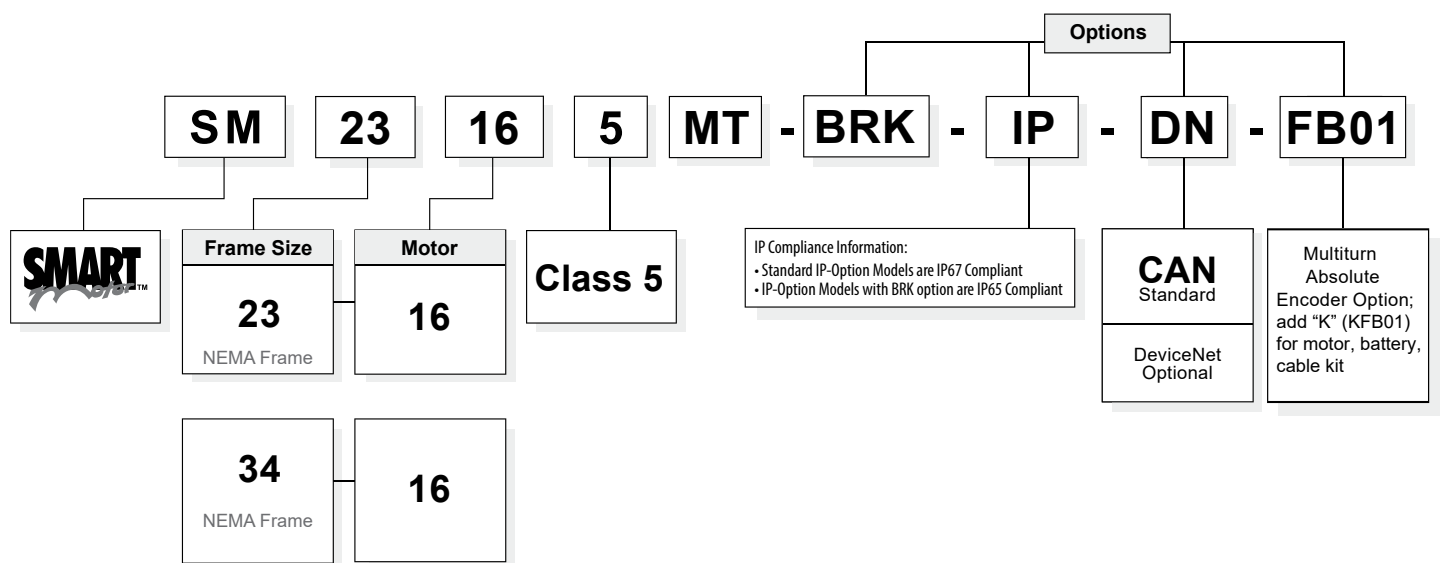 Options
SM 23 16 5 MT - BRK - IP - DN - FB01
SMART
Motor™
Frame Size
23
NEMA Frame
Motor
16
Class 5
IP Compliance Information:
• Standard IP-Option Models are IP67 Compliant
• IP-Option Models with BRK option are IP65 Compliant
CAN
Standard
DeviceNet
Optional
Multiturn
Absolute
Encoder Option;
add “K” (KFB01)
for motor, battery,
cable kit
34
NEMA Frame
16